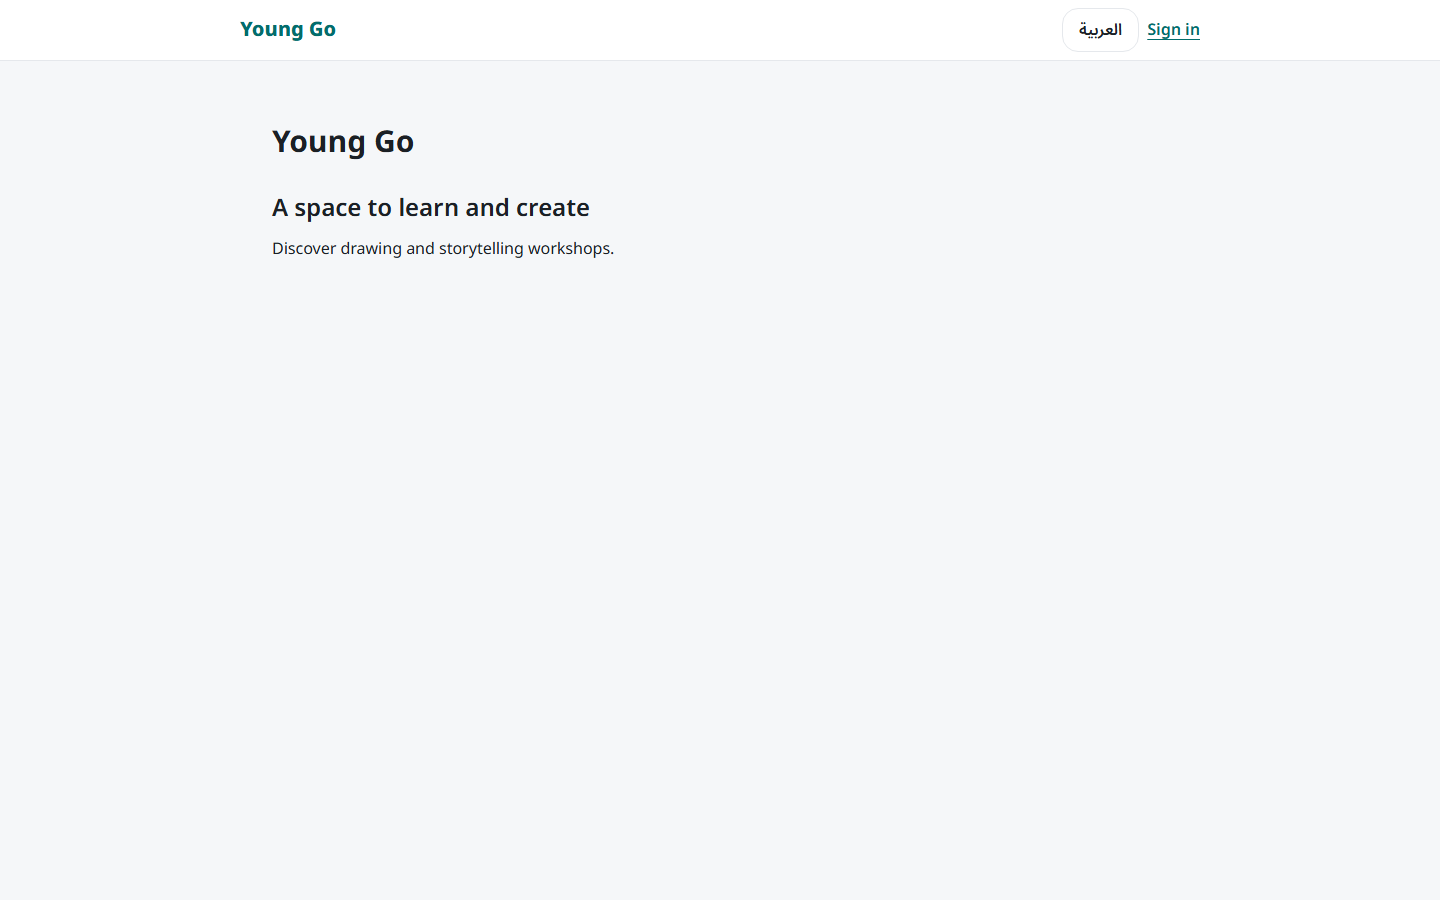 Young Go
العربية
Sign in
Young Go
A space to learn and create
Discover drawing and storytelling workshops.